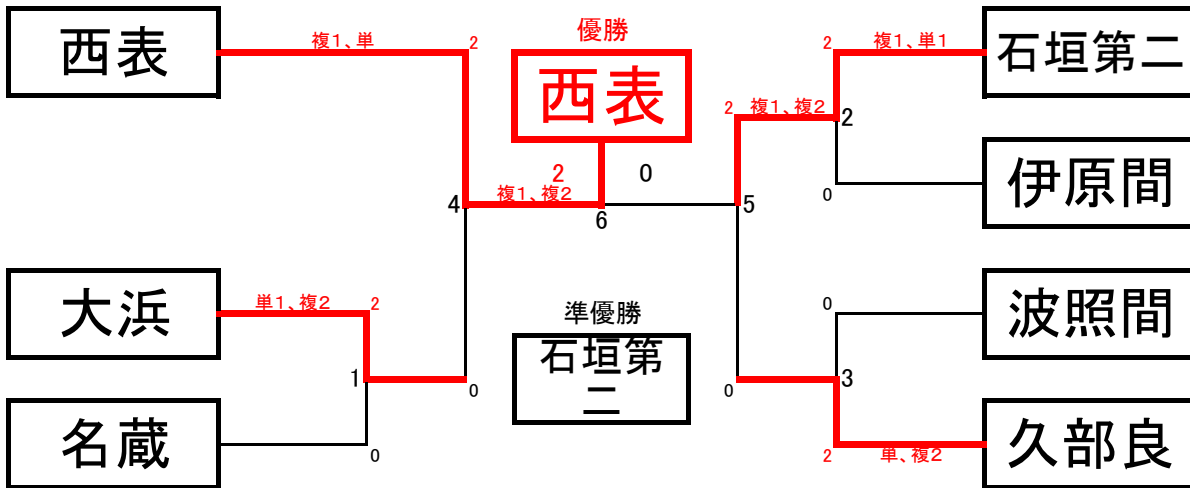 西表
複1、単
2
優勝
西表
2
複1、単1
石垣第二
2
複1、複2
2
伊原間
0
2
0
4
複1、複2
6
5
大浜
単1、複2
2
1
0
名蔵
0
準優勝
石垣第
二
0
波照間
0
3
2
単、複2
久部良